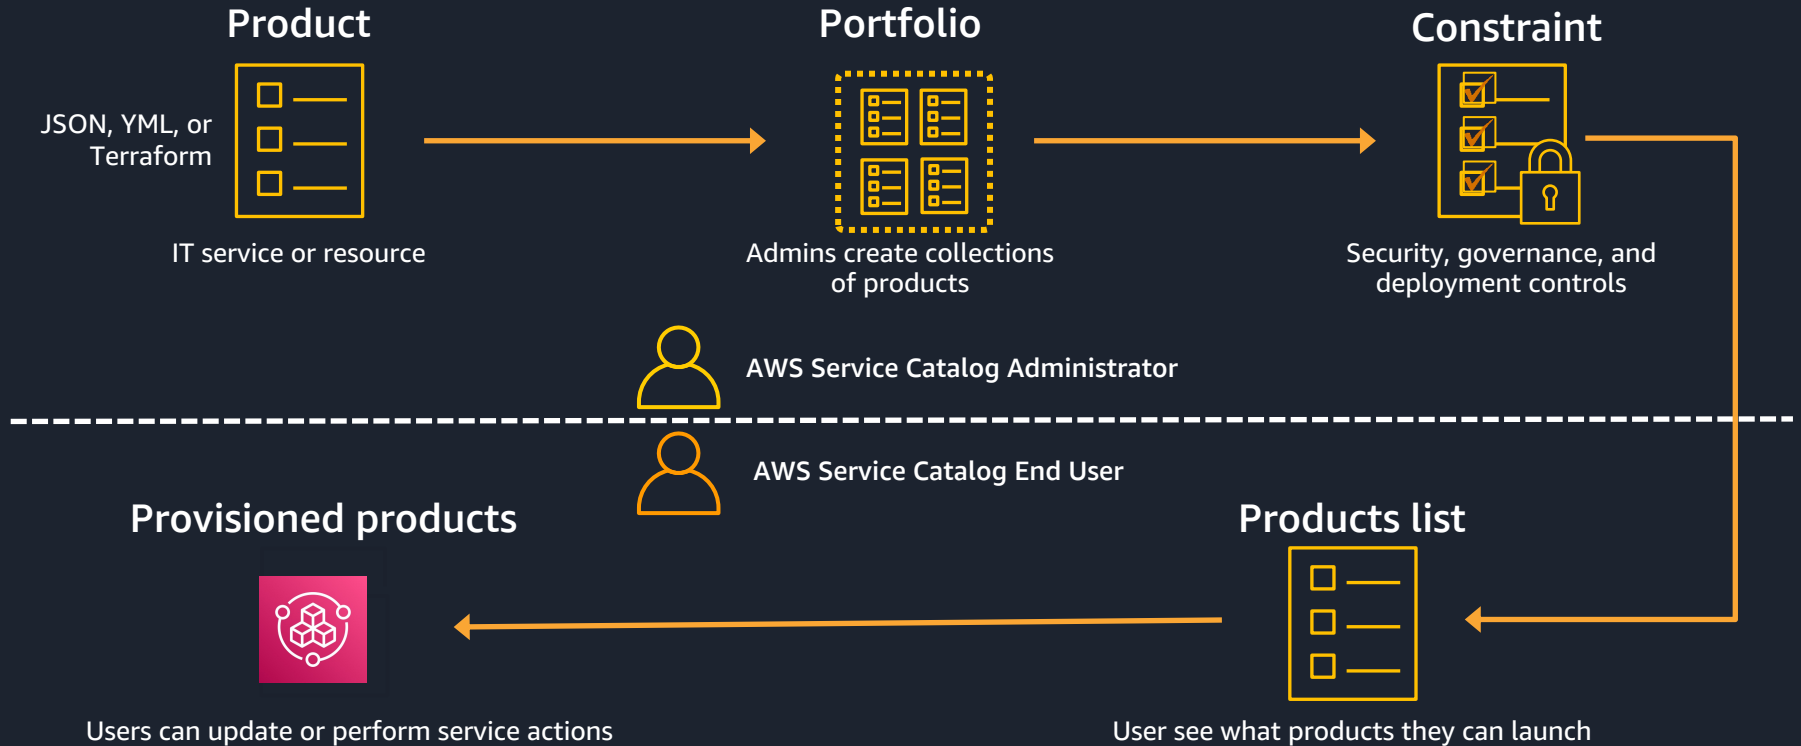 Product
Portfolio
Constraint
JSON, YML, or
Terraform
IT service or resource
Admins create collections
of products
Security, governance, and
deployment controls
AWS Service Catalog Administrator
AWS Service Catalog End User
Provisioned products
Products list
Users can update or perform service actions
User see what products they can launch